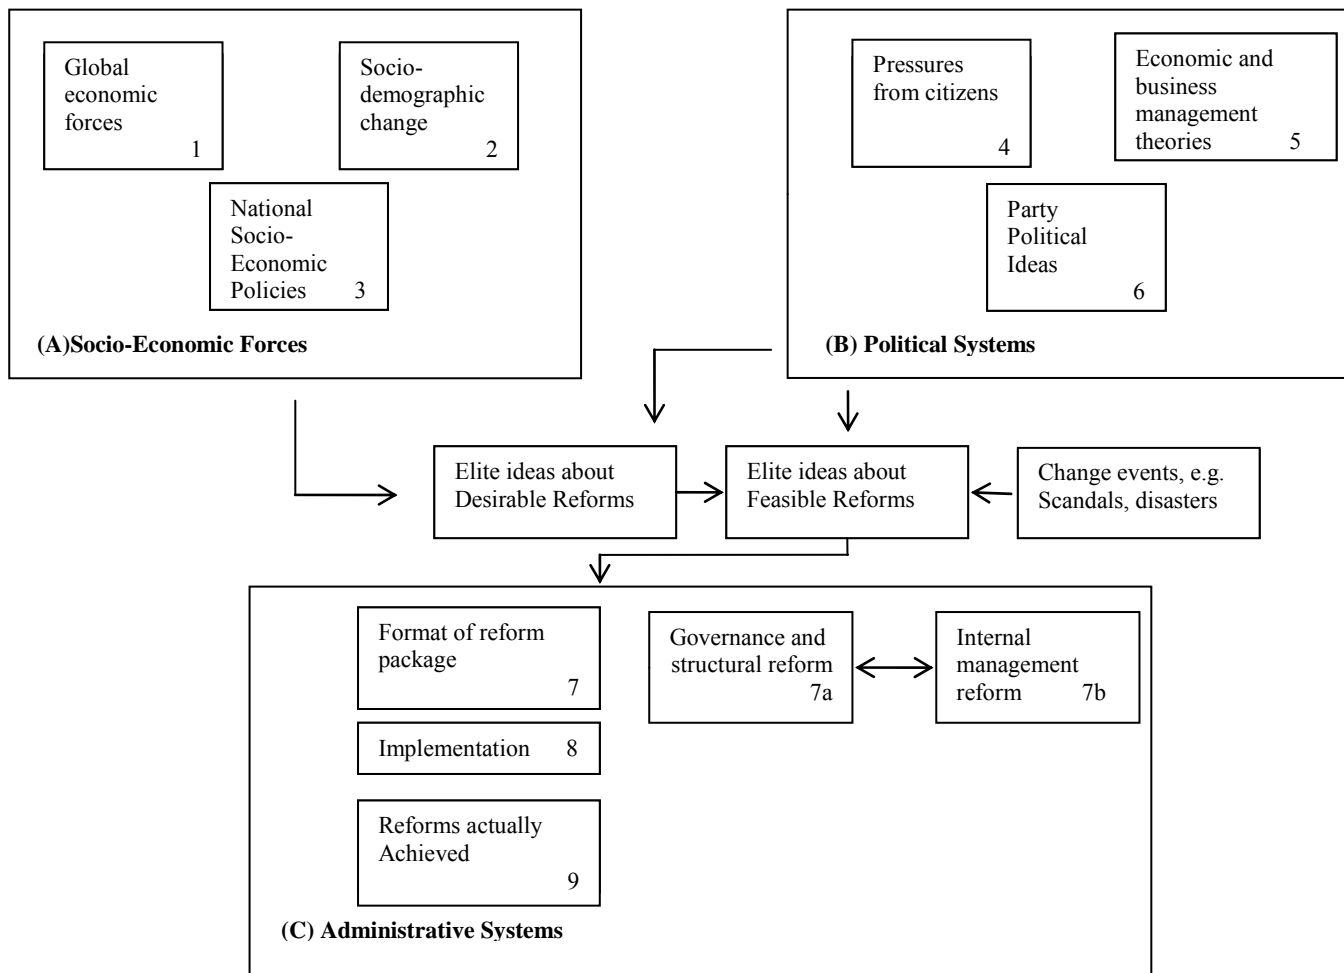 Global
economic
forces
1
Socio-
demographic
change
2
National
Socio-
Economic
Policies 3
(A)Socio-Economic Forces
Pressures
from citizens
4
Economic and
business
management
theories 5
Party
Political
Ideas
6
(B) Political Systems
Elite ideas about
Desirable Reforms
Elite ideas about
Feasible Reforms
Change events, e.g.
Scandals, disasters
Format of reform
package
7
Governance and
structural reform
7a
Internal
management
reform 7b
Implementation 8
Reforms actually
Achieved
9
(C) Administrative Systems